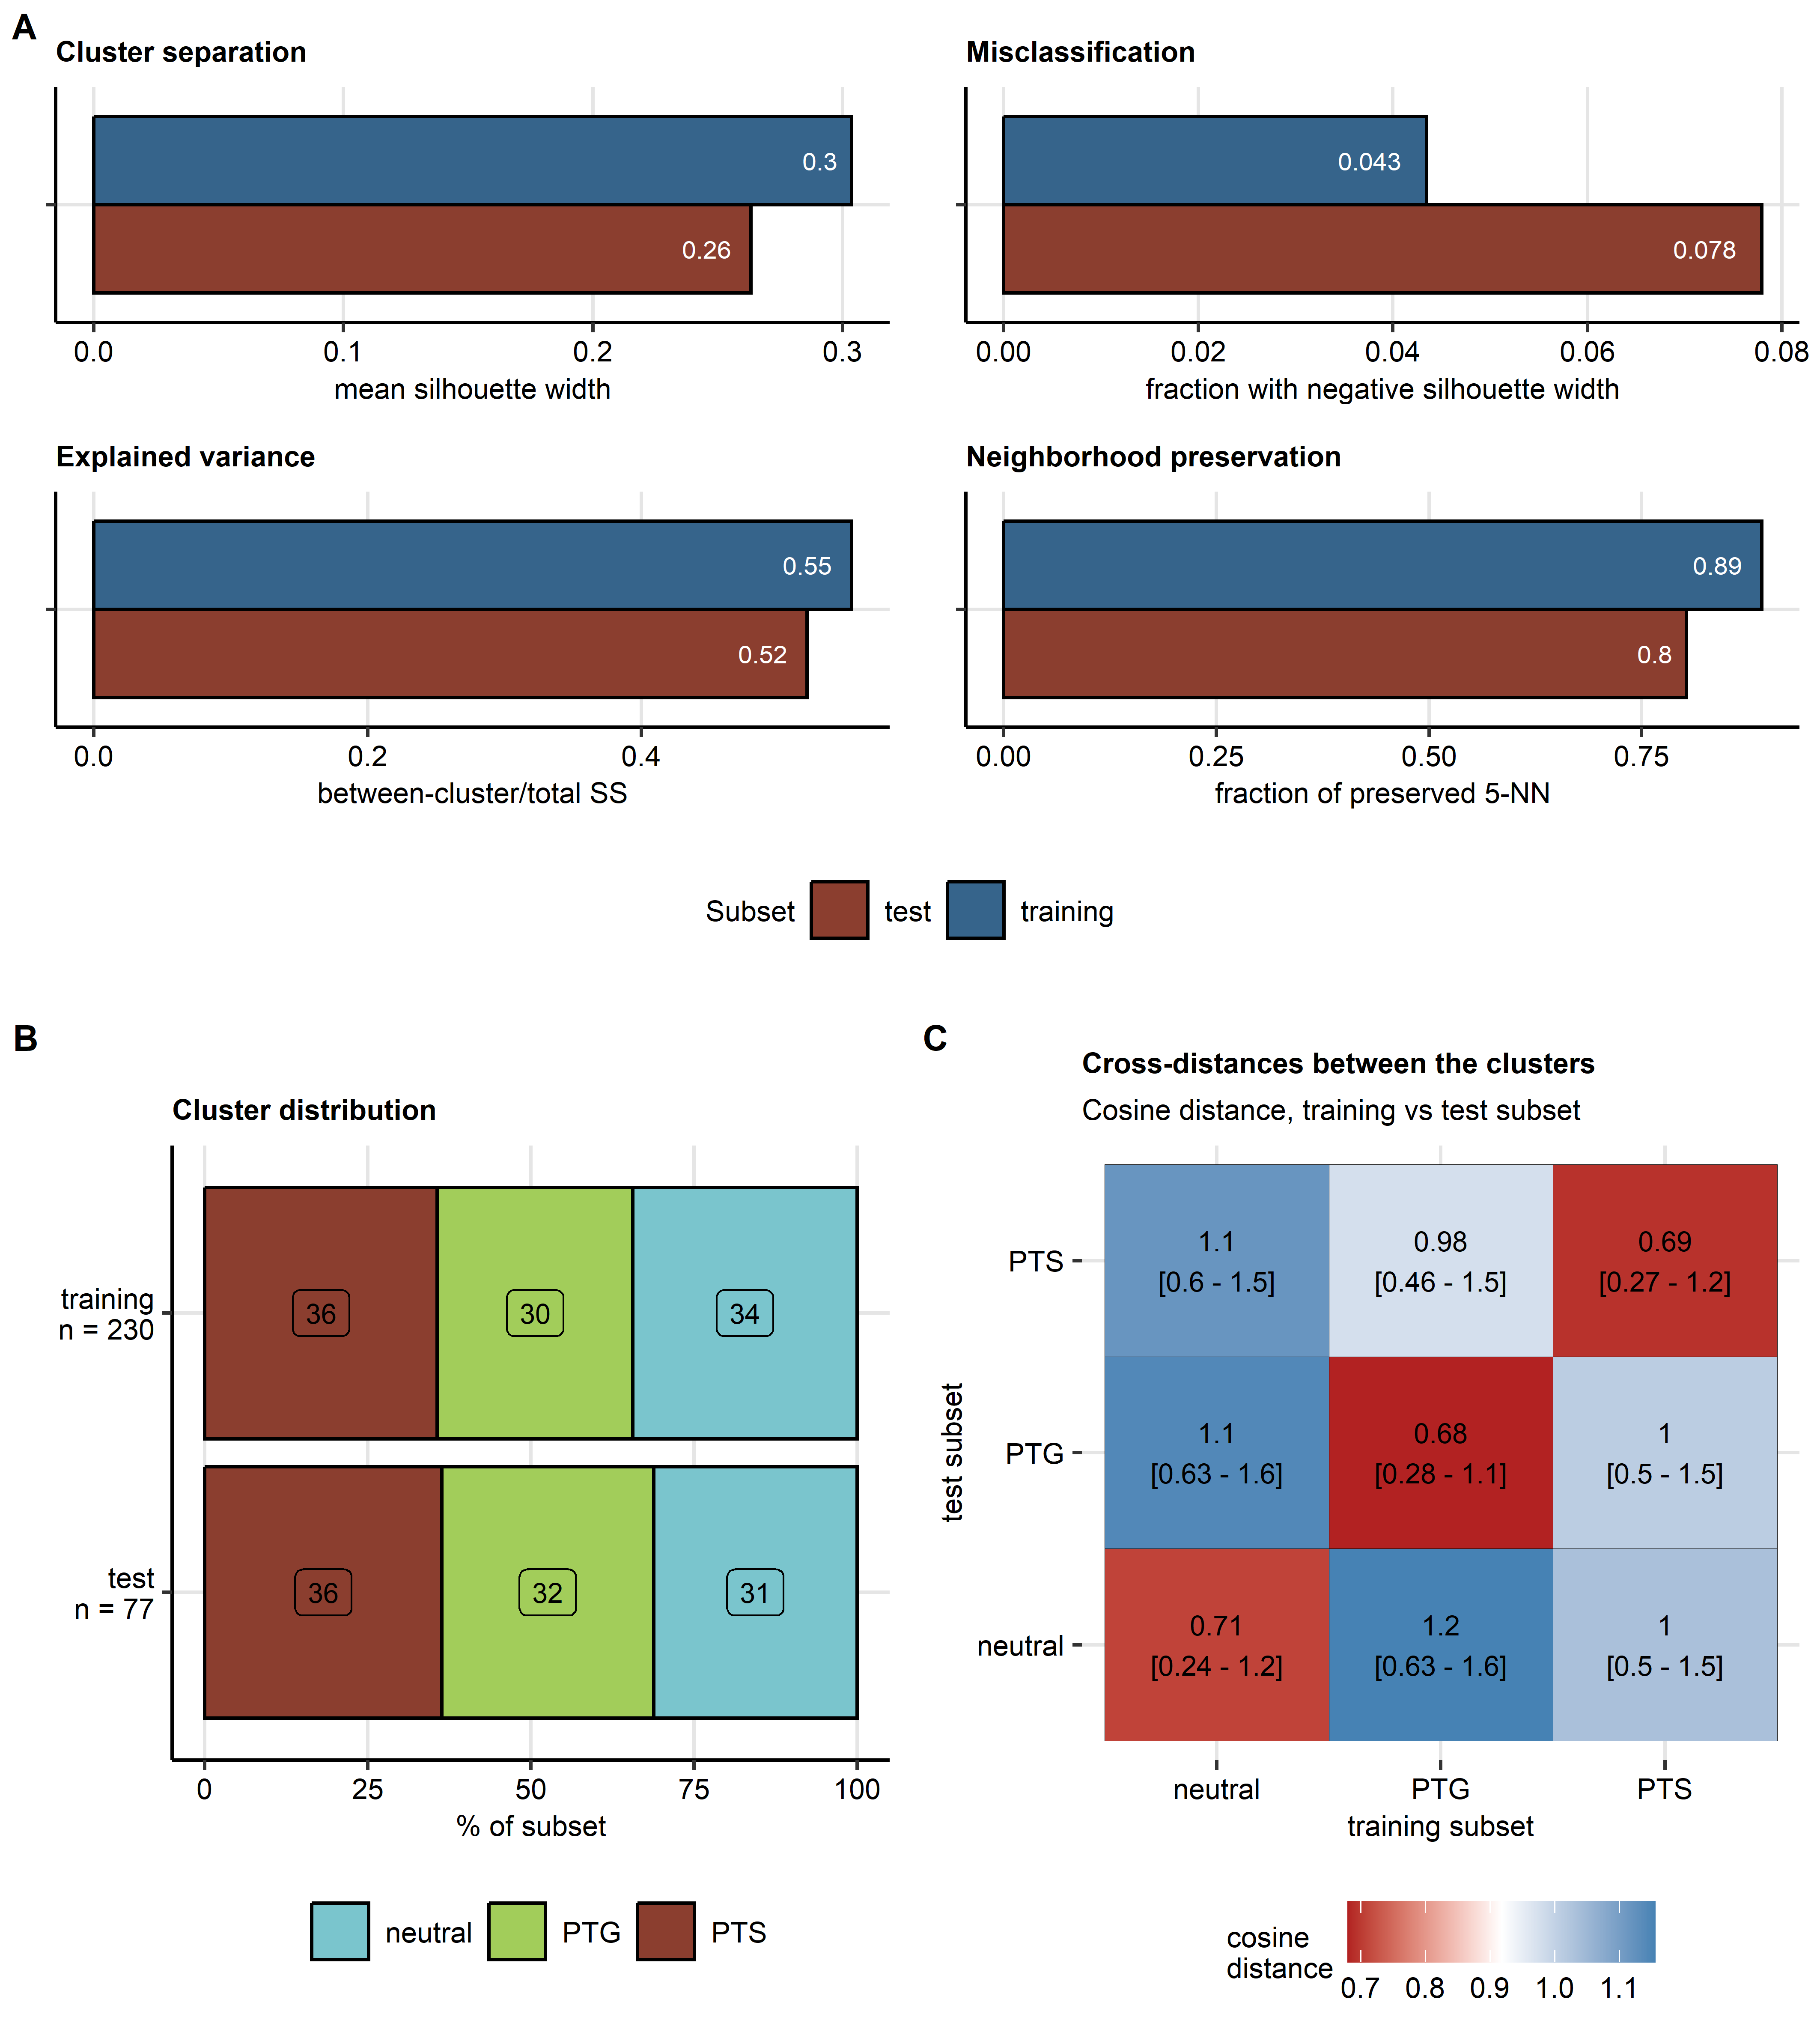 A
Cluster separation
0.3
0.26
0.0 0.1 0.2 0.3
mean silhouette width
Misclassification
0.043
0.078
0.00 0.02 0.04 0.06 0.08
fraction with negative silhouette width
Explained variance
0.55
0.52
0.0 0.2 0.4
between-cluster/total SS
Neighborhood preservation
0.89
0.8
0.00 0.25 0.50 0.75
fraction of preserved 5-NN
Subset test training
B
Cluster distribution
training
n = 230
36 30 34
test
n = 77
36 32 31
0 25 50 75 100
% of subset
neutral PTG PTS
C
Cross-distances between the clusters
Cosine distance, training vs test subset
test subset
PTS
1.1 0.98 0.69
[0.6 - 1.5] [0.46 - 1.5] [0.27 - 1.2]
PTG
1.1 0.68 1
[0.63 - 1.6] [0.28 - 1.1] [0.5 - 1.5]
neutral
0.71 1.2 1
[0.24 - 1.2] [0.63 - 1.6] [0.5 - 1.5]
neutral PTG PTS
training subset
cosine
distance
0.7 0.8 0.9 1.0 1.1